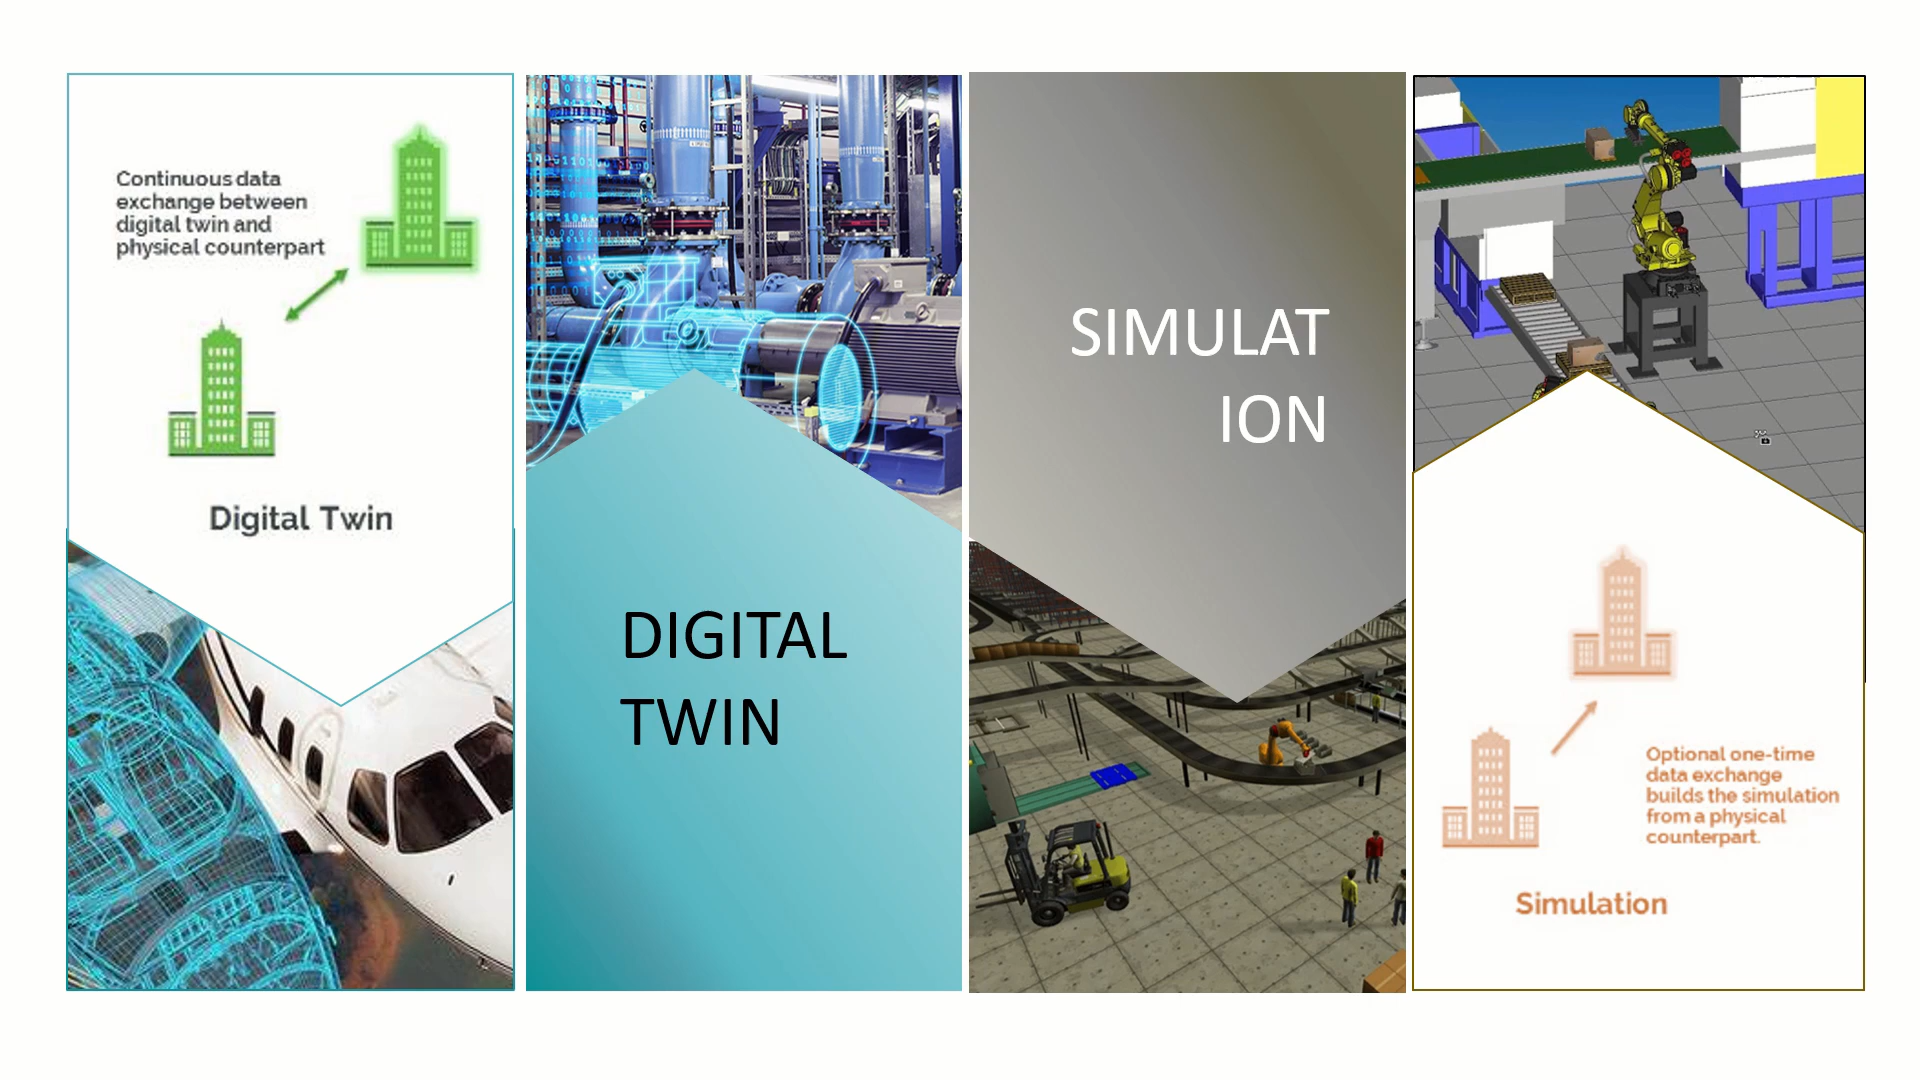 Continuous data
exchange between
digital twin and
physical counterpart
Digital Twin
DIGITAL
TWIN
SIMULAT
ION
Optional one-time
data exchange
builds the simulation
from a physical
counterpart.
Simulation